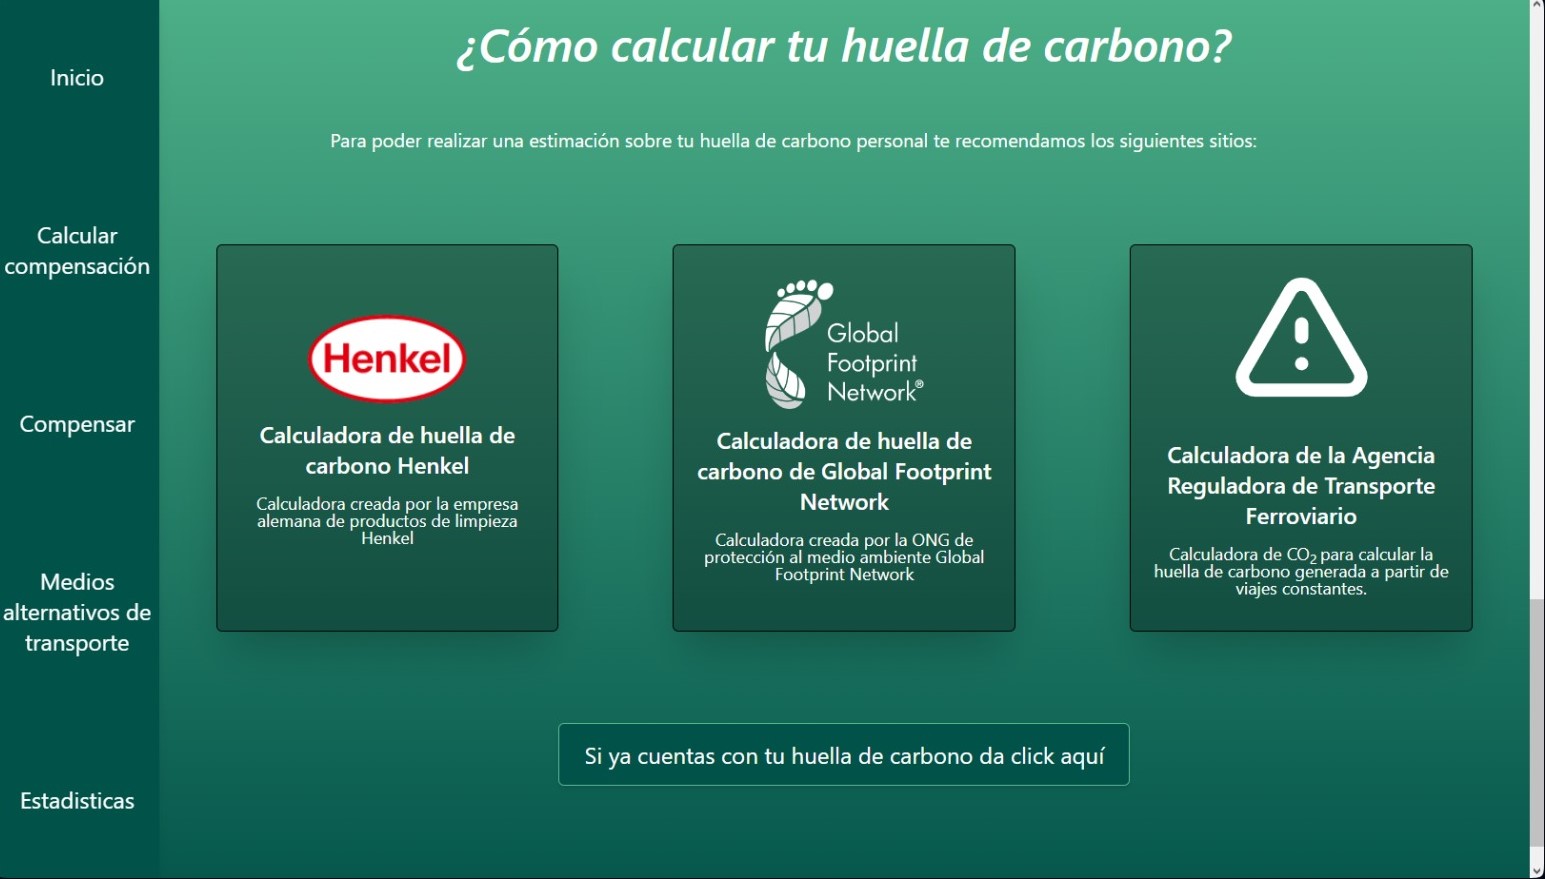 Inicio
Calcular
compensación
Compensar
Medios
alternativos de
transporte
Estadisticas
¿Cómo calcular tu huella de carbono?
Para poder realizar una estimación sobre tu huella de carbono personal te recomendamos los siguientes sitios:
Henkel
Calculadora de huella de
carbono Henkel
Calculadora creada por la empresa
alemana de productos de limpieza
Henkel
Global
Footprint
Network®
Calculadora de huella de
carbono de Global Footprint
Network
Calculadora creada por la ONG de
protección al medio ambiente Global
Footprint Network
Calculadora de la Agencia
Reguladora de Transporte
Ferroviario
Calculadora de CO₂ para calcular la
huella de carbono generada a partir de
viajes constantes.
Si ya cuentas con tu huella de carbono da click aquí